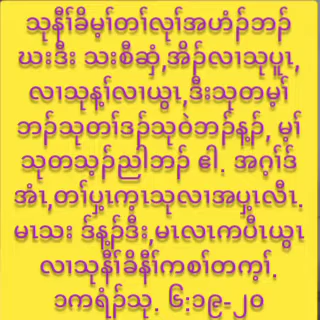 သုနီၢ်ခိမ့ၢ်တၢ်လုၢ်အဟံၣ်ဘၣ်
ဃးဒီး သးစီဆှံ,အိၣ်လၢသုပူၤ,
လၢသုန့ၢ်လၢယွၤ,ဒီးသုတမ့ၢ်
ဘၣ်သုတၢ်ဒၣ်သုဝဲဘၣ်န့ၣ်, မ့ၢ်
သုတသ့ၣ်ညါဘၣ် ဧါ. အဂ့ၢ်ဒ်
အံၤ,တၢ်ပှ့ၤက့ၤသုလၢအပှ့ၤလီၤ.
မၤသး ဒ်န့ၣ်ဒီး,မၤလၤကပီၤယွၤ
လၢသုနီၢ်ခိနီၢ်ကစၢ်တက့ၢ်.
၁ကရံၣ်သု. ၆:၁၉-၂၀